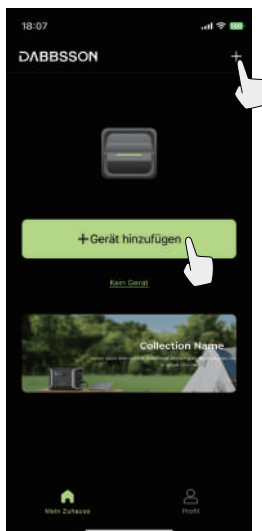 18:07
DABBSSON
+
+Gerät hinzufügen
Kein Gerät
Collection Name
Mein Zuhause
Profil